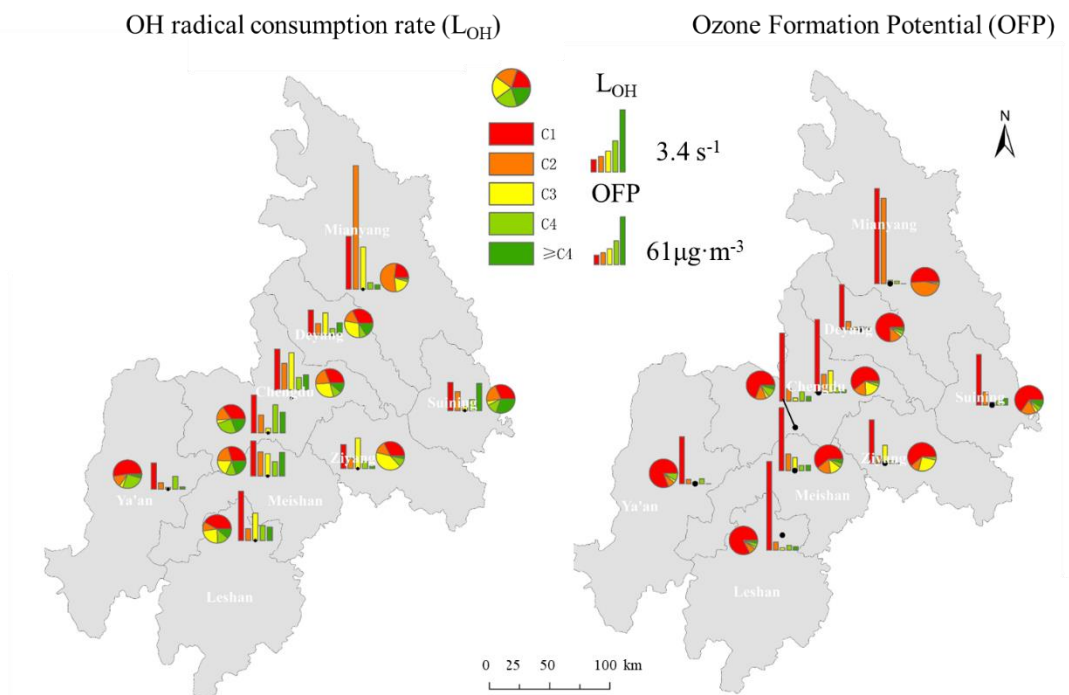 OH radical consumption rate (LOH)
Ozone Formation Potential (OFP)
LOH
C1
3.4 s-1
C2
OFP
C3
C4
≥C4
61μg·m-3
N
Mianyang
Deyang
Chengdu
Suining
Ziyang
Ya'an
Meishan
Leshan
Mianyang
Deyang
Chengdu
Suining
Ziyang
Ya'an
Meishan
Leshan
0 25 50 100 km